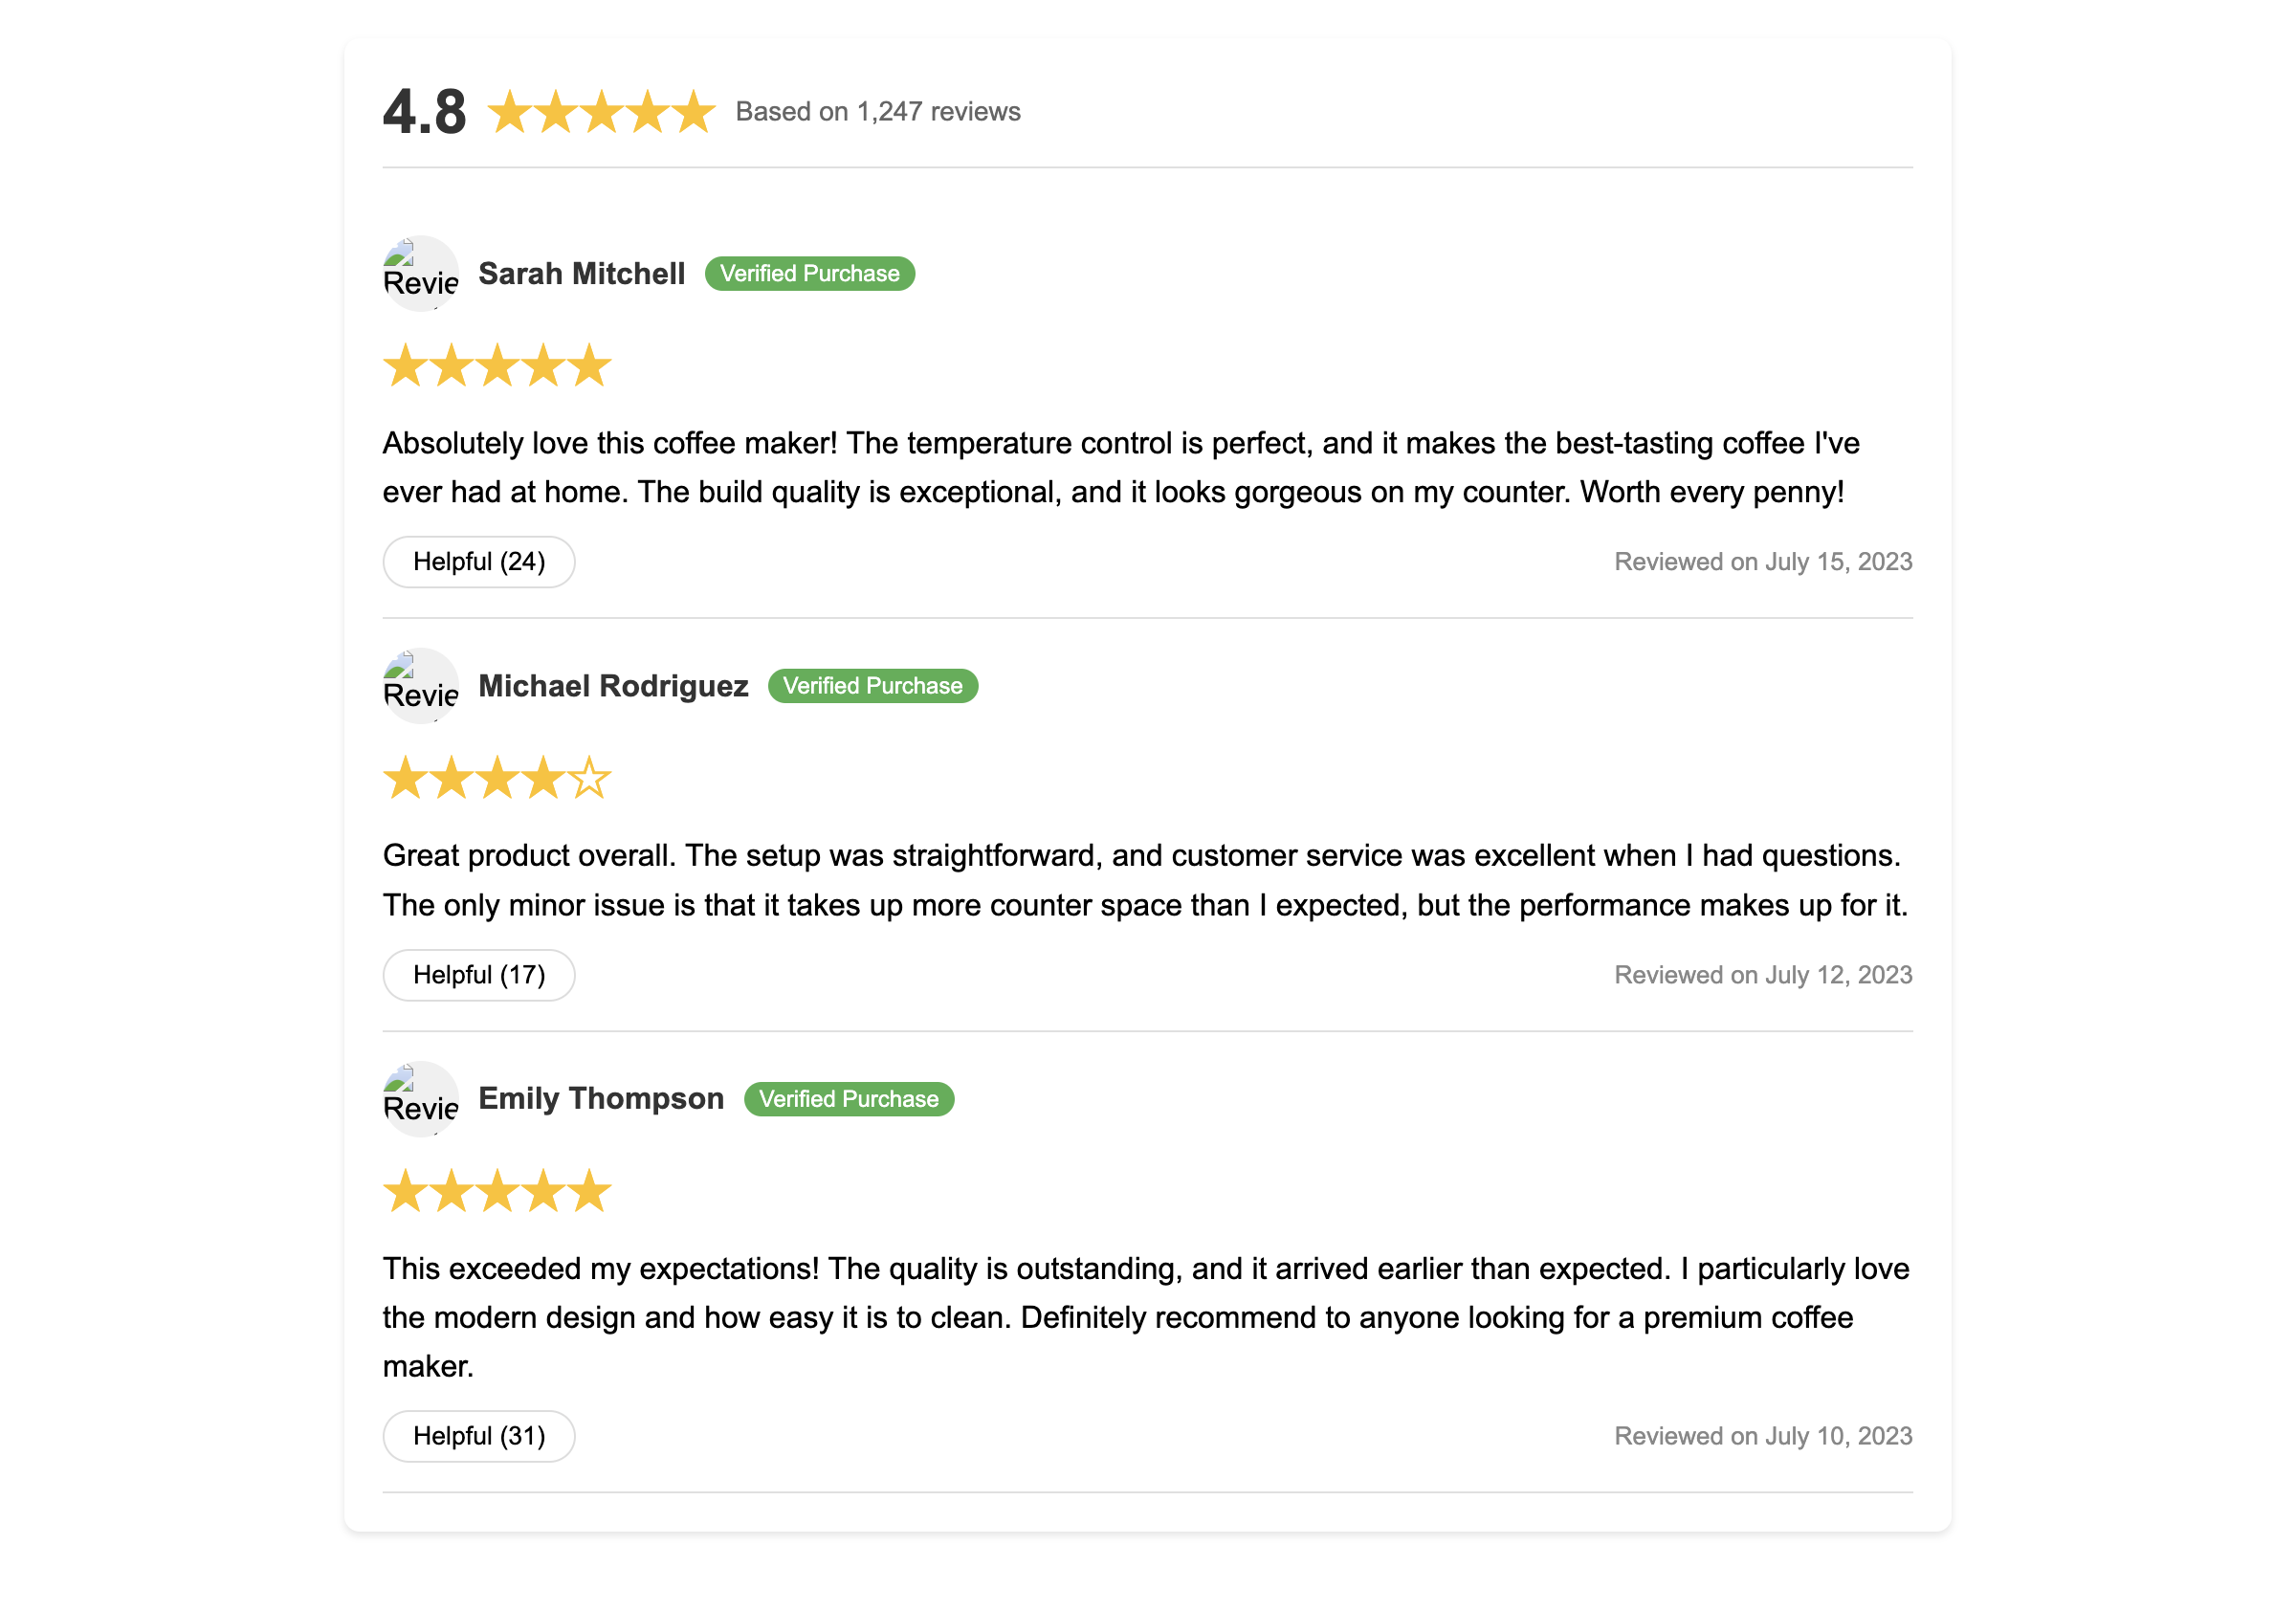 4.8 ★★★★★ Based on 1,247 reviews
Revie
Sarah Mitchell Verified Purchase
★★★★★
Absolutely love this coffee maker! The temperature control is perfect, and it makes the best-tasting coffee I've
ever had at home. The build quality is exceptional, and it looks gorgeous on my counter. Worth every penny!
Helpful (24) Reviewed on July 15, 2023
Revie
Michael Rodriguez Verified Purchase
★★★★☆
Great product overall. The setup was straightforward, and customer service was excellent when I had questions.
The only minor issue is that it takes up more counter space than I expected, but the performance makes up for it.
Helpful (17) Reviewed on July 12, 2023
Revie
Emily Thompson Verified Purchase
★★★★★
This exceeded my expectations! The quality is outstanding, and it arrived earlier than expected. I particularly love
the modern design and how easy it is to clean. Definitely recommend to anyone looking for a premium coffee
maker.
Helpful (31) Reviewed on July 10, 2023